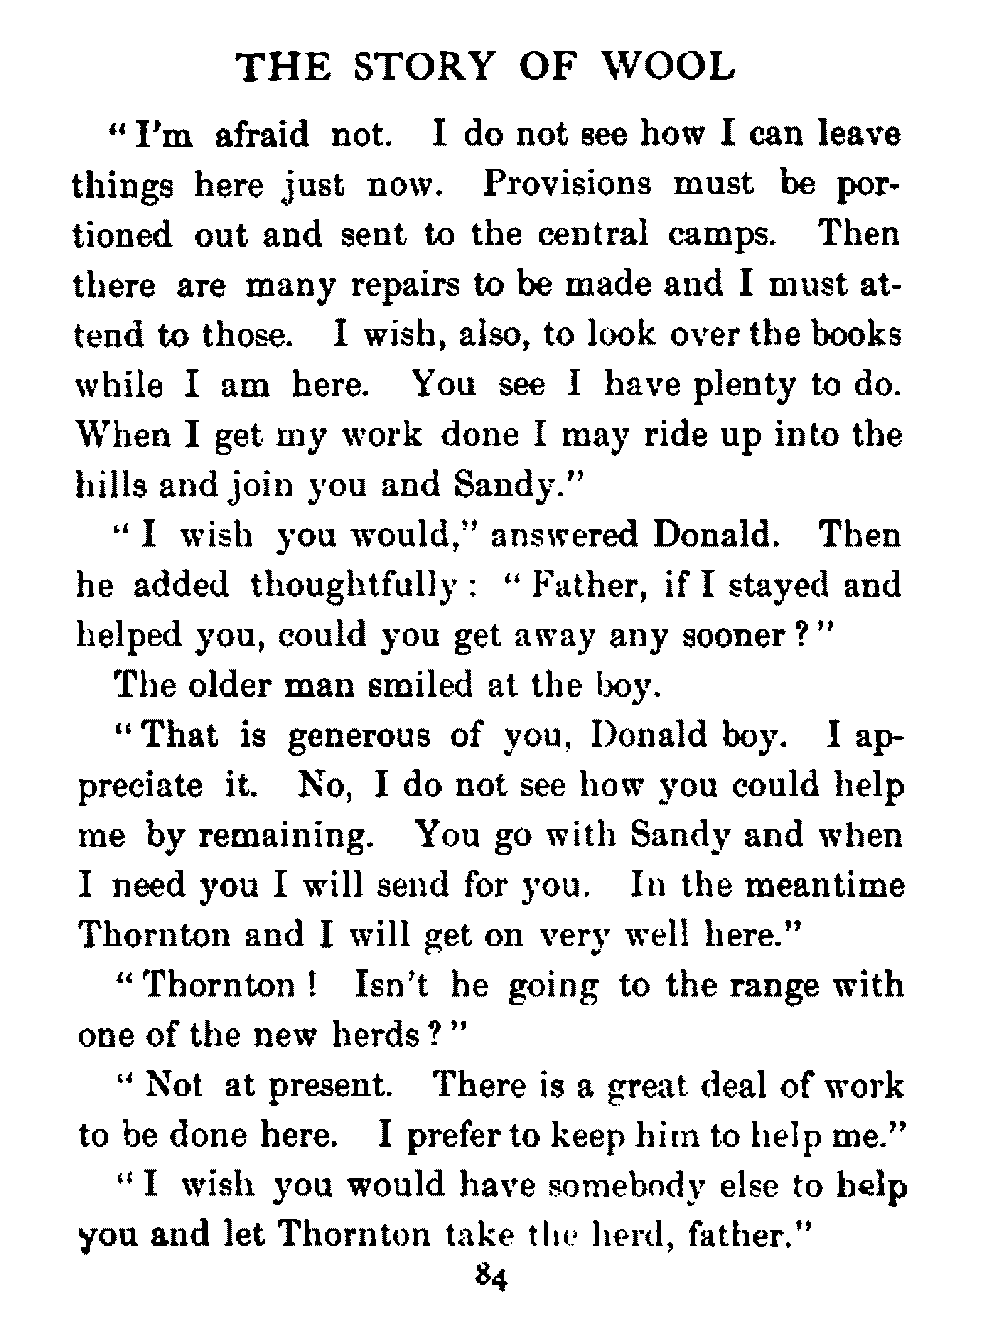 THE STORY OF WOOL
“I’m afraid not. I do not see how I can leave
things here just now. Provisions must be por-
tioned out and sent to the central camps. Then
there are many repairs to be made and I must at-
tend to those. I wish, also, to look over the books
while I am here. You see I have plenty to do.
When I get my work done I may ride up into the
hills and join you and Sandy.”
“I wish you would,” answered Donald. Then
he added thoughtfully: “Father, if I stayed and
helped you, could you get away any sooner?”
The older man smiled at the boy.
“That is generous of you, Donald boy. I ap-
preciate it. No, I do not see how you could help
me by remaining. You go with Sandy and when
I need you I will send for you. In the meantime
Thornton and I will get on very well here.”
“Thornton! Isn’t he going to the range with
one of the new herds?”
“Not at present. There is a great deal of work
to be done here. I prefer to keep him to help me.”
“I wish you would have somebody else to help
you and let Thornton take the herd, father.”
84